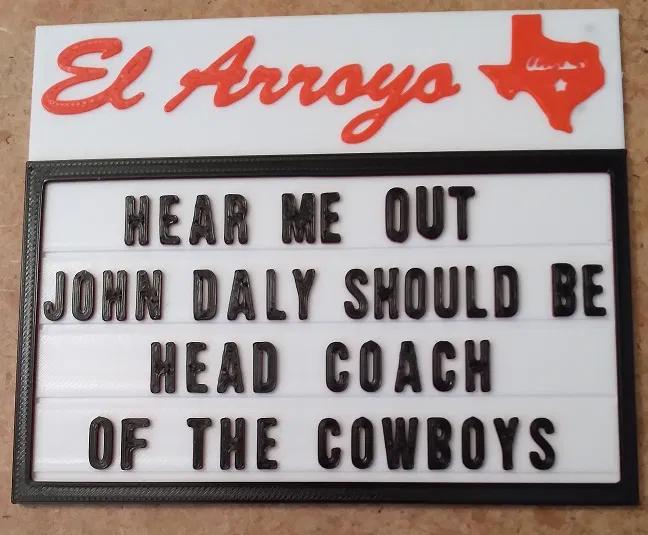 El Arroyo
HEAR ME OUT
JOHN DALY SHOULD BE
HEAD COACH
OF THE COWBOYS